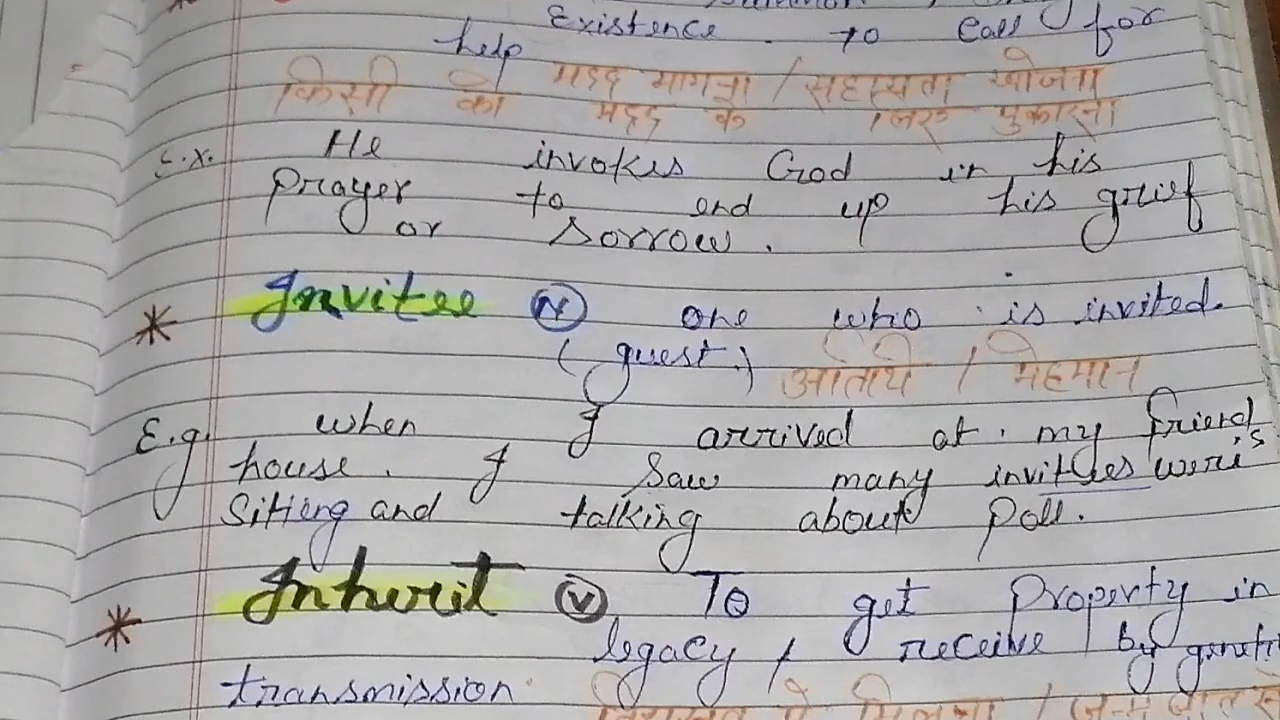 Existence. to Call for
help
मदद मागना / सहायता खोजना
किसी को मदद के लिए पुकारना
E.x. He invokes God in his
Prayer to end up his grief
or Sorrow.
* Invitee (N) one who is invited.
(guest.) अतिथि / मेहमान
E.g. when I arrived at my friend's
house. I Saw many invitees were
Sitting and talking about Poll.
* Inherit (V) To get Property in
legacy / receive by
transmission.